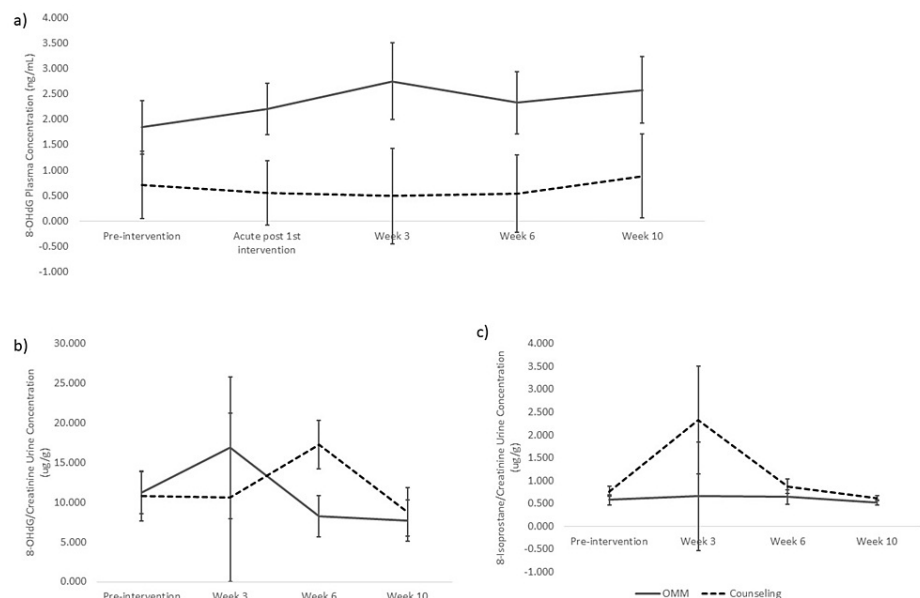 a)
8-OHdG Plasma Concentration (ng/mL)
4.000
3.500
3.000
2.500
2.000
1.500
1.000
0.500
0.000
-0.500
-1.000
Pre-intervention
Acute post 1st
intervention
Week 3
Week 6
Week 10
b)
8-OHdG/Creatinine Urine Concentration
(ug/g)
30.000
25.000
20.000
15.000
10.000
5.000
0.000
Pre-intervention
Week 3
Week 6
Week 10
c)
8-Isoprostane/Creatinine Urine Concentration
(ug/g)
4.000
3.500
3.000
2.500
2.000
1.500
1.000
0.500
0.000
-0.500
-1.000
Pre-intervention
Week 3
Week 6
Week 10
OMM
Counseling